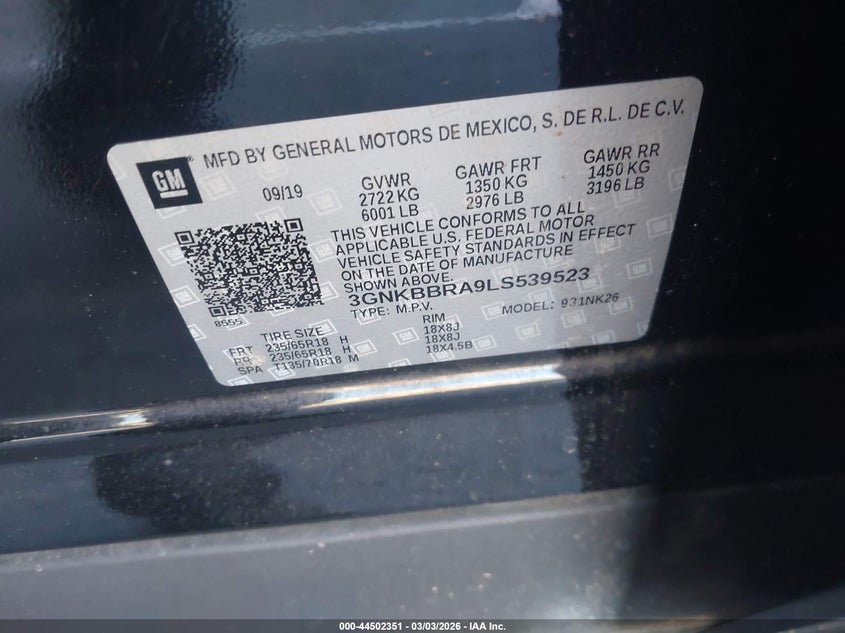 GM
® MFD BY GENERAL MOTORS DE MEXICO, S. DE R.L. DE C.V.
09/19
GVWR
2722 KG
6001 LB
GAWR FRT
1350 KG
2976 LB
GAWR RR
1450 KG
3196 LB
THIS VEHICLE CONFORMS TO ALL
APPLICABLE U.S. FEDERAL MOTOR
VEHICLE SAFETY STANDARDS IN EFFECT
ON THE DATE OF MANUFACTURE
SHOWN ABOVE.
3GNKBBRA9LS539523
TYPE: M.P.V. MODEL: 931NK26
8555
TIRE SIZE RIM
FRT 235/65R18 H 18X8J
RR 235/65R18 H 18X8J
SPA T135/70R18 M 18X4.5B
000-44502351 - 03/03/2026 - IAA Inc.